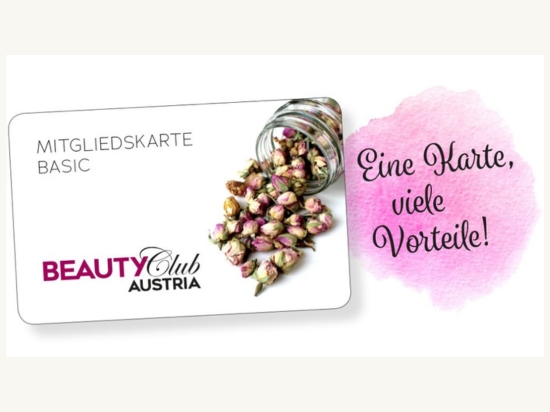 MITGLIEDSKARTE
BASIC
BEAUTY Club
AUSTRIA
Eine Karte,
viele
Vorteile!